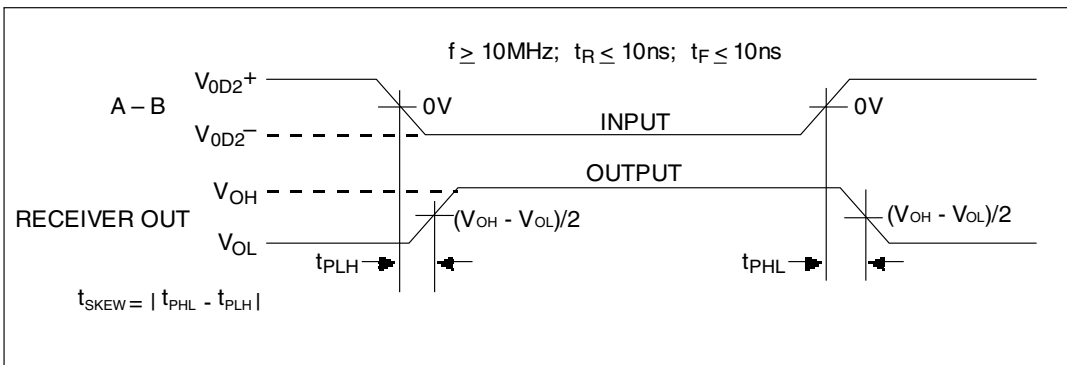 f ≥ 10MHz; tR ≤ 10ns; tF ≤ 10ns
V0D2+
A – B
0V
0V
V0D2–
INPUT
VOH
OUTPUT
RECEIVER OUT
(VOH - VOL)/2
(VOH - VOL)/2
VOL
tPLH
tPHL
tSKEW = | tPHL - tPLH |